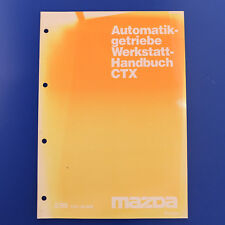 Automatik-
getriebe
Werkstatt-
Handbuch
CTX
mazda